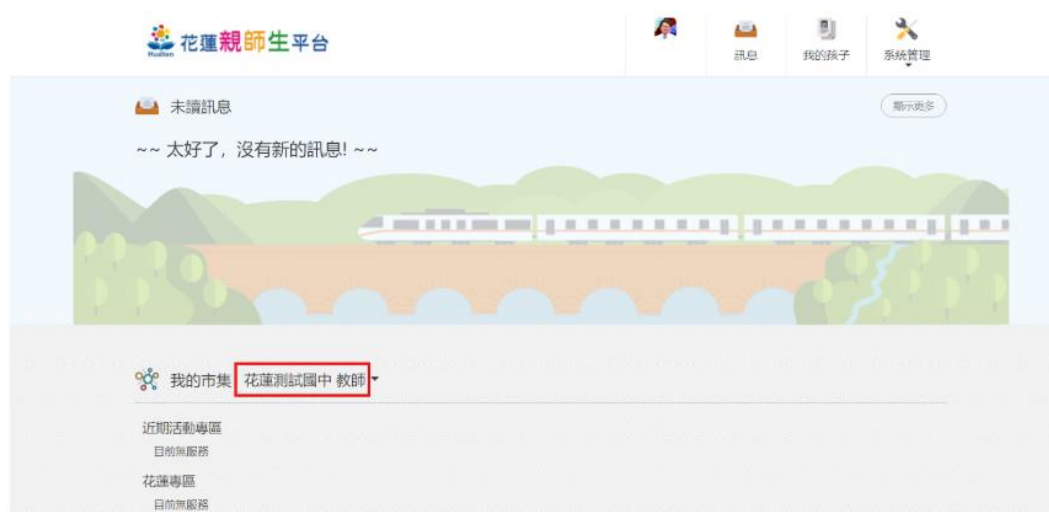 Hualien 花蓮親師生平台
訊息
我的孩子
系統管理
未讀訊息
顯示更多
~~ 太好了，沒有新的訊息! ~~
我的市集 花蓮測試國中 教師
近期活動專區
目前無服務
花蓮專區
目前無服務